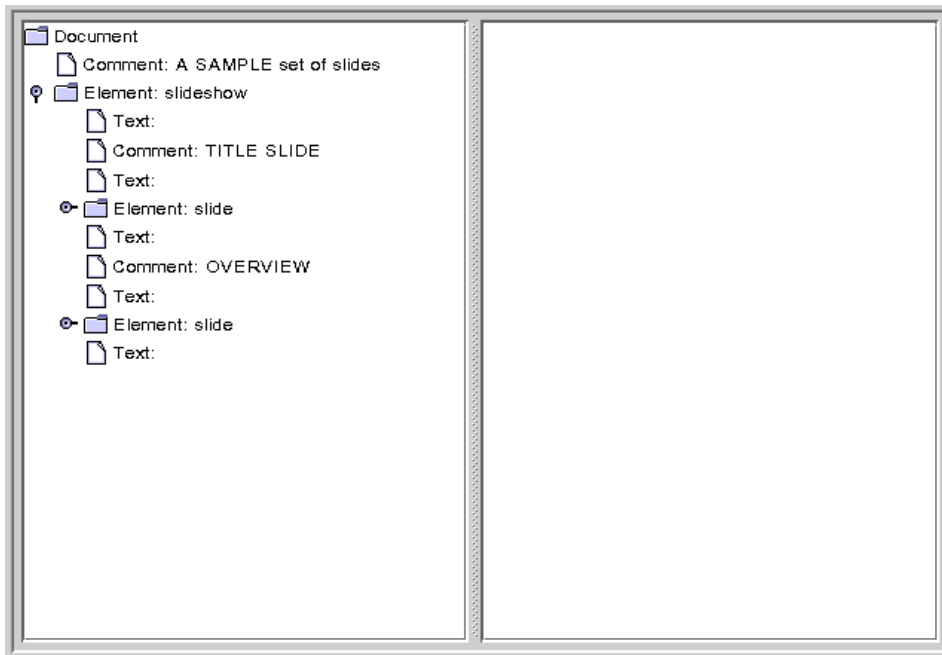 Document
Comment: A SAMPLE set of slides
Element: slideshow
Text:
Comment: TITLE SLIDE
Text:
Element: slide
Text:
Comment: OVERVIEW
Text:
Element: slide
Text: